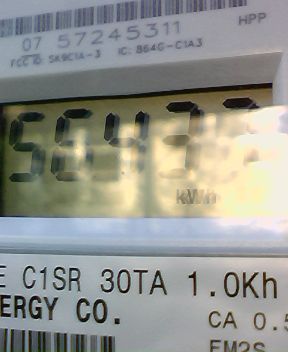 HPP
07 57245311
FCC ID: SK9C1A-3 IC: 864G-C1A3
5643
kWh
E C1SR 30TA 1.0Kh
NERGY CO.
CA 0.5
FM2S